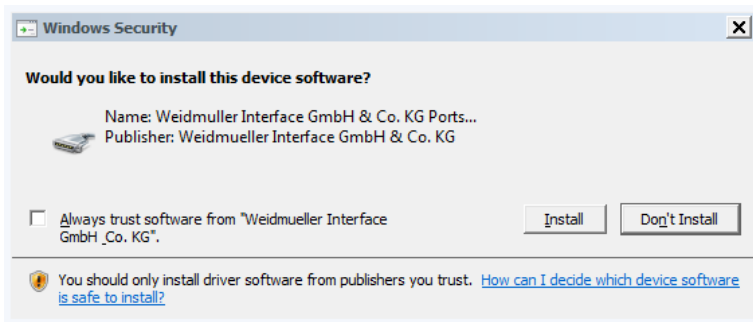 Windows Security
Would you like to install this device software?
Name: Weidmuller Interface GmbH & Co. KG Ports...
Publisher: Weidmueller Interface GmbH & Co. KG
Always trust software from "Weidmueller Interface
GmbH _Co. KG".
Install
Don't Install
You should only install driver software from publishers you trust. How can I decide which device software
is safe to install?